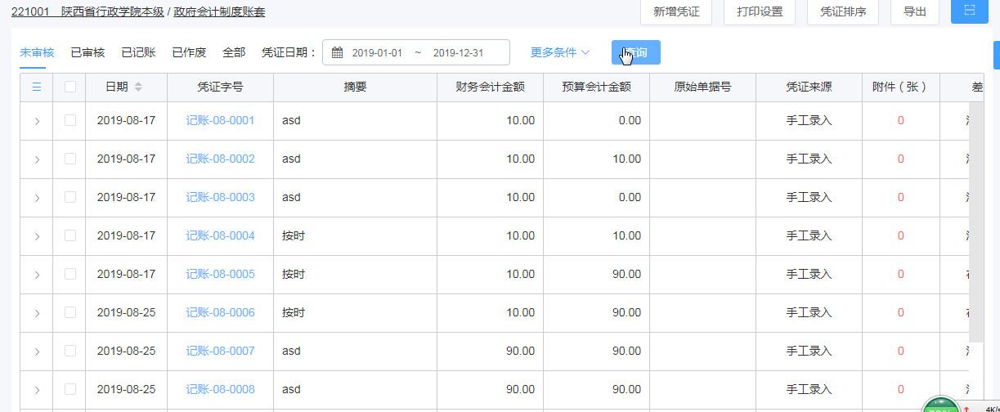 221001 陕西省行政学院本级 / 政府会计制度账套 新增凭证 打印设置 凭证排序 导出
未审核 已审核 已记账 已作废 全部 凭证日期： 2019-01-01 ~ 2019-12-31 更多条件
日期 凭证字号 摘要 财务会计金额 预算会计金额 原始单据号 凭证来源 附件（张）
2019-08-17 记账-08-0001 asd 10.00 0.00 手工录入 0
2019-08-17 记账-08-0002 asd 10.00 10.00 手工录入 0
2019-08-17 记账-08-0003 asd 10.00 0.00 手工录入 0
2019-08-17 记账-08-0004 按时 10.00 10.00 手工录入 0
2019-08-17 记账-08-0005 按时 10.00 90.00 手工录入 0
2019-08-25 记账-08-0006 按时 10.00 90.00 手工录入 0
2019-08-25 记账-08-0007 asd 90.00 90.00 手工录入 0
2019-08-25 记账-08-0008 asd 90.00 90.00 手工录入 0